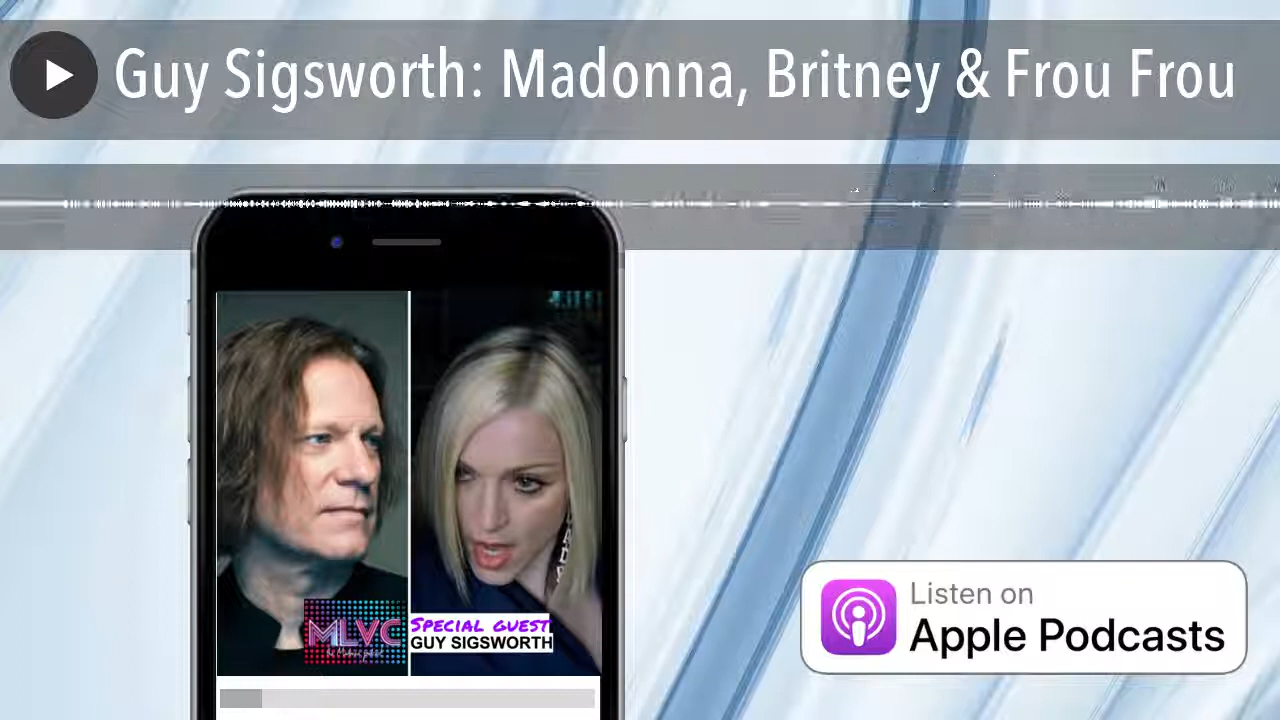 Guy Sigsworth: Madonna, Britney & Frou Frou
MLVC
SPECIAL GUEST
GUY SIGSWORTH
Listen on
Apple Podcasts